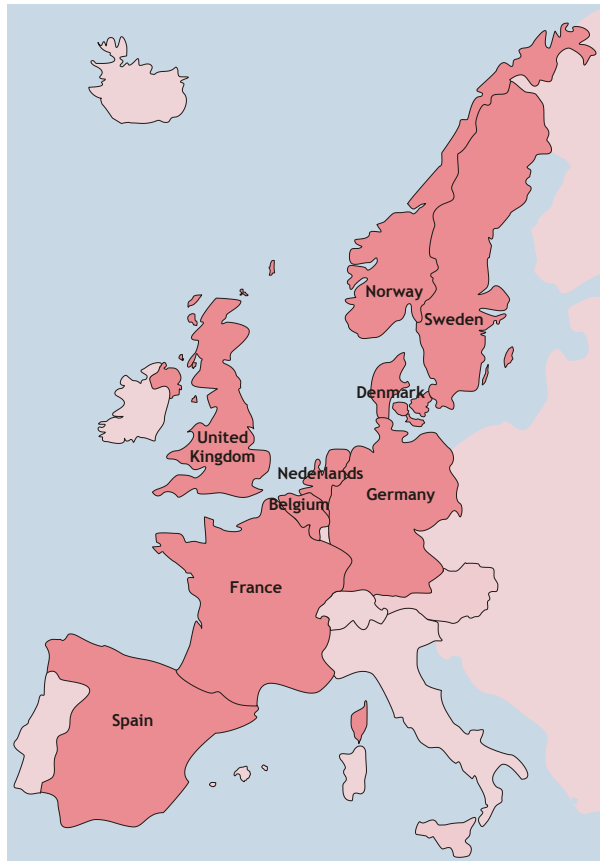 Norway
Sweden
Denmark
United
Kingdom
Nederlands
Germany
Belgium
France
Spain